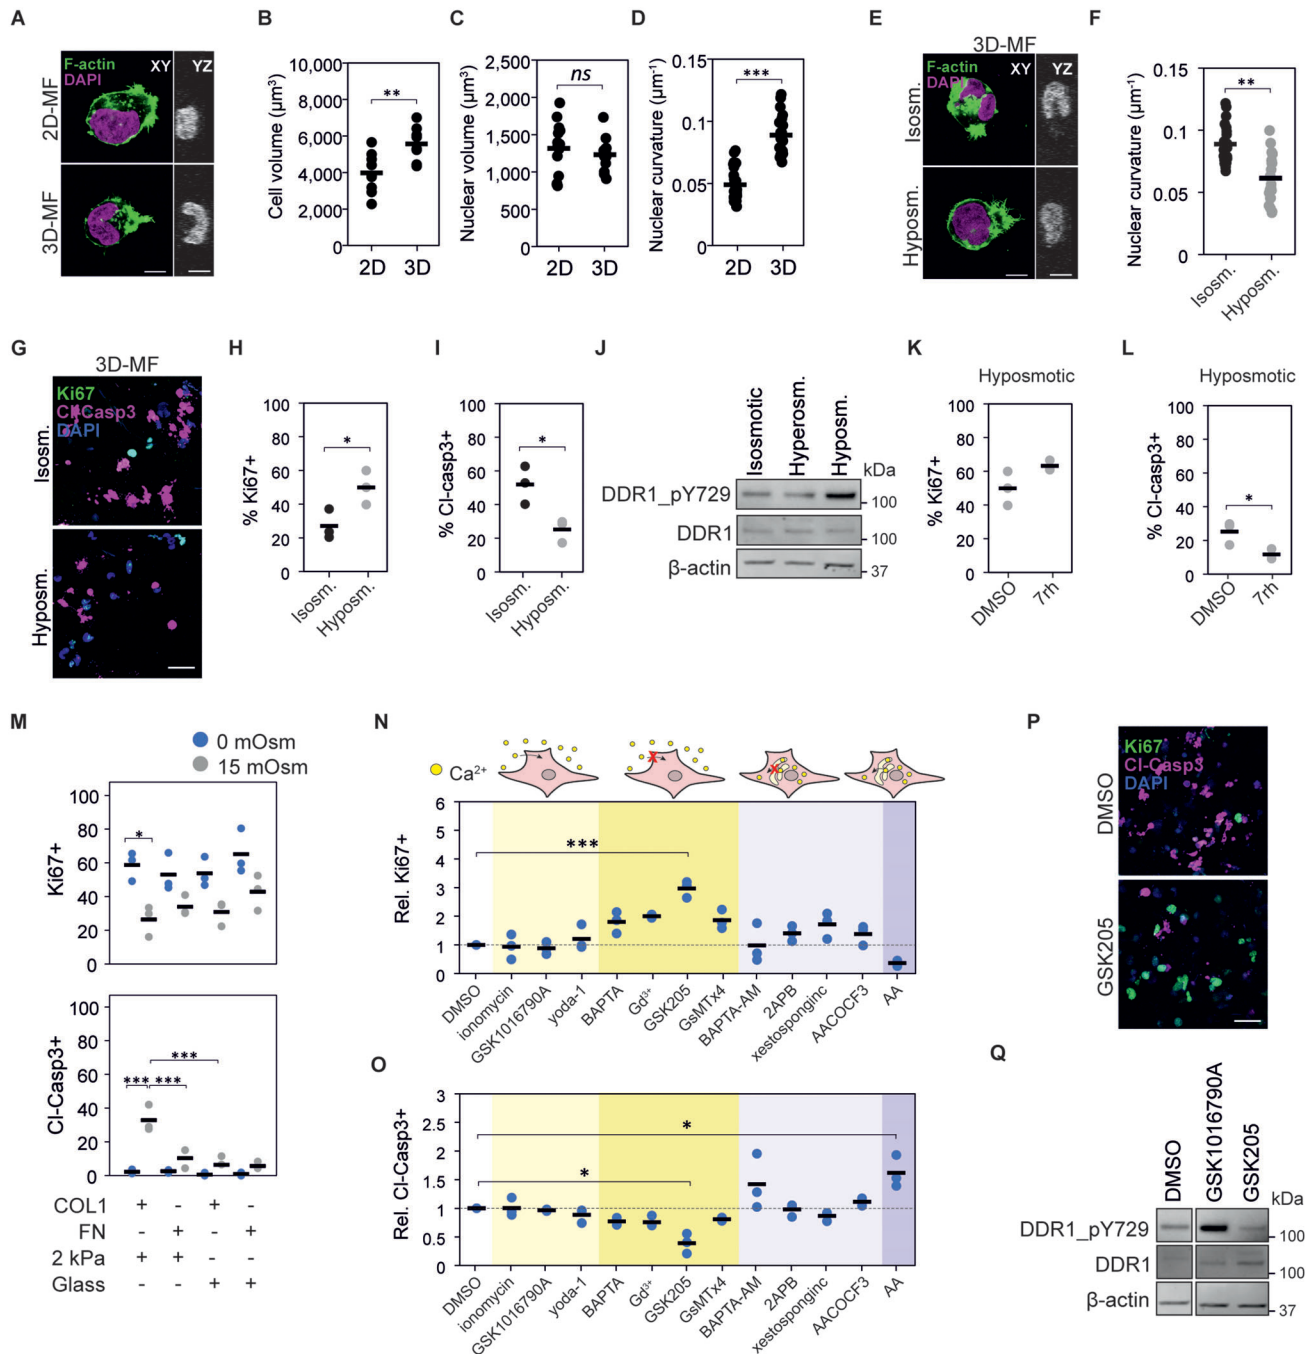 A
F-actin
DAPI
XY
YZ
2D-MF
3D-MF
B
Cell volume (µm³)
10,000
8,000
6,000
4,000
2,000
0
**
2D
3D
C
Nuclear volume (µm³)
2,500
2,000
1,500
1,000
500
0
ns
2D
3D
D
Nuclear curvature (µm⁻¹)
0.15
0.1
0.05
0
***
2D
3D
E
3D-MF
F-actin
DAPI
XY
YZ
Isosm.
Hyposm.
F
Nuclear curvature (µm⁻¹)
0.15
0.1
0.05
0
**
Isosm.
Hyposm.
G
3D-MF
Ki67
Cl-Casp3
DAPI
Isosm.
Hyposm.
H
% Ki67+
100
80
60
40
20
0
*
Isosm.
Hyposm.
I
% Cl-casp3+
100
80
60
40
20
0
*
Isosm.
Hyposm.
J
Isosmotic
Hyperosm.
Hyposm.
kDa
DDR1_pY729
100
DDR1
100
β-actin
37
K
Hyposmotic
% Ki67+
100
80
60
40
20
0
DMSO
7rh
L
Hyposmotic
% Cl-casp3+
100
80
60
40
20
0
*
DMSO
7rh
M
0 mOsm
15 mOsm
Ki67+
100
80
60
40
20
0
*
Cl-Casp3+
100
80
60
40
20
0
***
*** ***
COL1 + - + -
FN - + - +
2 kPa + + - -
Glass - - + +
N
Ca²⁺
Rel. Ki67+
6
5
4
3
2
1
0
***
DMSO
ionomycin
GSK1016790A
yoda-1
BAPTA
Gd³⁺
GSK205
GsMTx4
BAPTA-AM
2APB
xestosponginc
AACOCF3
AA
O
Rel. Cl-Casp3+
3
2.5
2
1.5
1
0.5
0
*
*
DMSO
ionomycin
GSK1016790A
yoda-1
BAPTA
Gd³⁺
GSK205
GsMTx4
BAPTA-AM
2APB
xestosponginc
AACOCF3
AA
P
Ki67
Cl-Casp3
DAPI
DMSO
GSK205
Q
DMSO
GSK1016790A
GSK205
kDa
DDR1_pY729
100
DDR1
100
β-actin
37